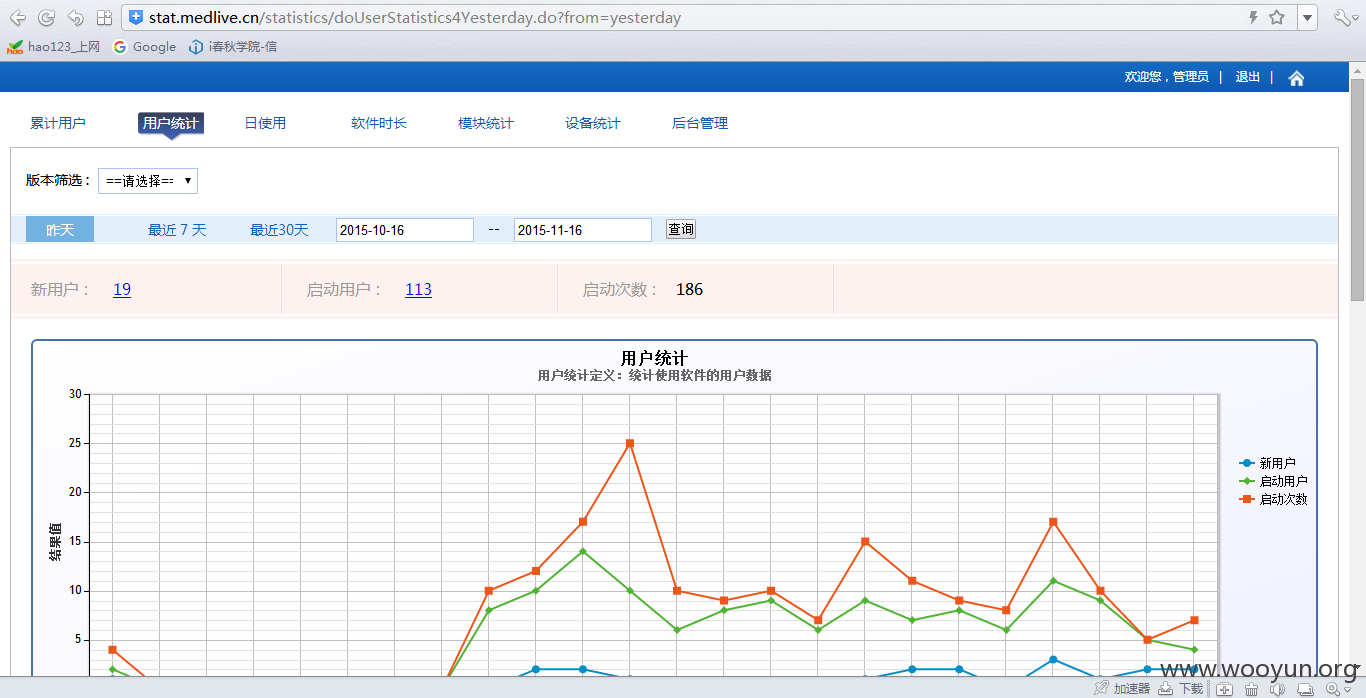 stat.medlive.cn/statistics/doUserStatistics4Yesterday.do?from=yesterday
hao123_上网 Google i春秋学院-信
欢迎您，管理员 | 退出 |
累计用户 用户统计 日使用 软件时长 模块统计 设备统计 后台管理
版本筛选： ==请选择==
昨天 最近 7 天 最近30天 2015-10-16 -- 2015-11-16 查询
新用户： 19 启动用户： 113 启动次数： 186
用户统计
用户统计定义：统计使用软件的用户数据
30
25
20
15
10
5
结果值
新用户
启动用户
启动次数
www.wooyun.org
加速器 下载